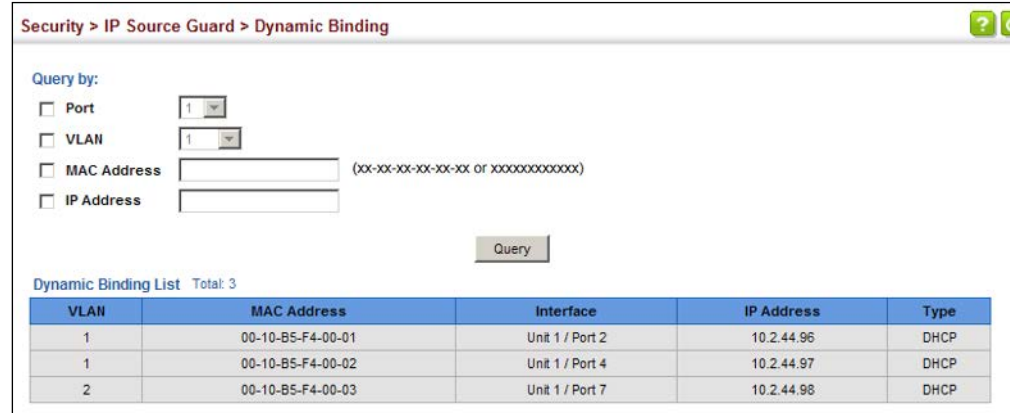 Security > IP Source Guard > Dynamic Binding
?
Query by:
Port 1
VLAN 1
MAC Address (xx-xx-xx-xx-xx-xx or xxxxxxxxxxxx)
IP Address
Query
Dynamic Binding List Total: 3
VLAN MAC Address Interface IP Address Type
1 00-10-B5-F4-00-01 Unit 1 / Port 2 10.2.44.96 DHCP
1 00-10-B5-F4-00-02 Unit 1 / Port 4 10.2.44.97 DHCP
2 00-10-B5-F4-00-03 Unit 1 / Port 7 10.2.44.98 DHCP